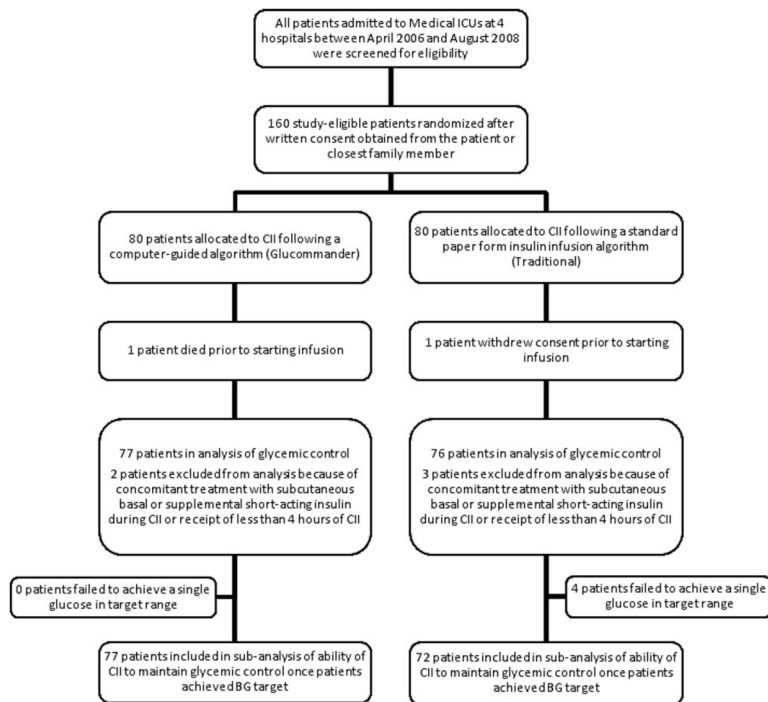 All patients admitted to Medical ICUs at 4
hospitals between April 2006 and August 2008
were screened for eligibility
160 study-eligible patients randomized after
written consent obtained from the patient or
closest family member
80 patients allocated to CII following a
computer-guided algorithm (Glucommander)
80 patients allocated to CII following a standard
paper form insulin infusion algorithm
(Traditional)
1 patient died prior to starting infusion
1 patient withdrew consent prior to starting
infusion
77 patients in analysis of glycemic control
2 patients excluded from analysis because of
concomitant treatment with subcutaneous
basal or supplemental short-acting insulin
during CII or receipt of less than 4 hours of CII
76 patients in analysis of glycemic control
3 patients excluded from analysis because of
concomitant treatment with subcutaneous
basal or supplemental short-acting insulin
during CII or receipt of less than 4 hours of CII
0 patients failed to achieve a single
glucose in target range
4 patients failed to achieve a single
glucose in target range
77 patients included in sub-analysis of ability of
CII to maintain glycemic control once patients
achieved BG target
72 patients included in sub-analysis of ability of
CII to maintain glycemic control once patients
achieved BG target